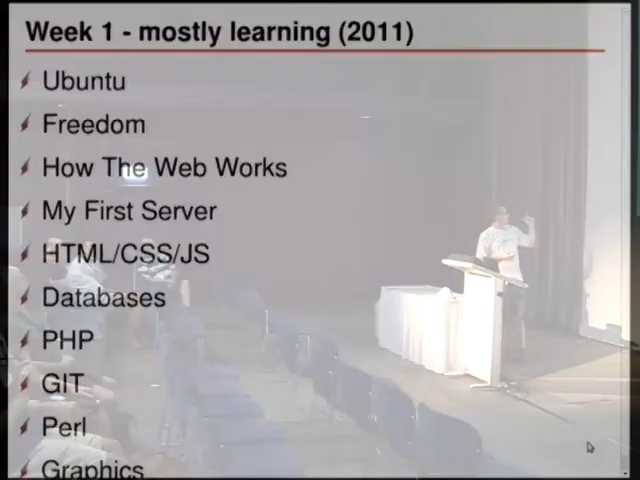 Week 1 - mostly learning (2011)
Ubuntu
Freedom
How The Web Works
My First Server
HTML/CSS/JS
Databases
PHP
GIT
Perl
Graphics